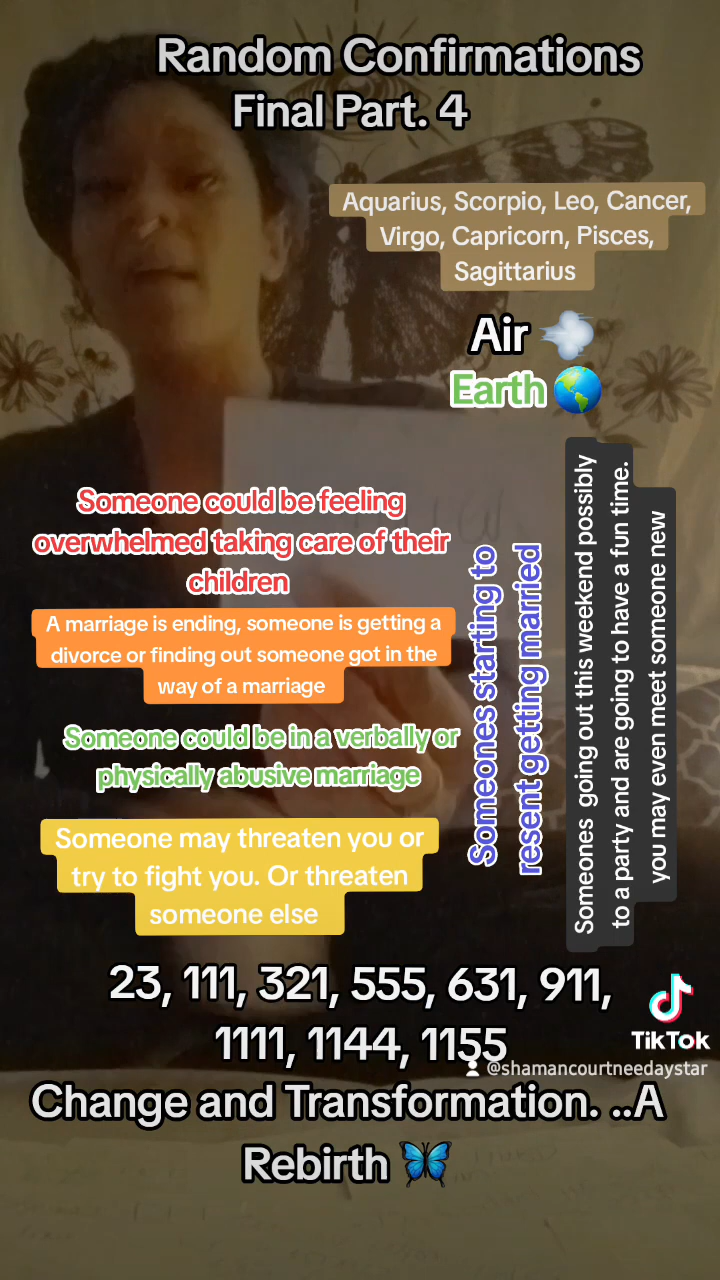 Random Confirmations
Final Part. 4
Aquarius, Scorpio, Leo, Cancer,
Virgo, Capricorn, Pisces,
Sagittarius
Air 💨
Earth 🌎
Someone could be feeling
overwhelmed taking care of their
children
A marriage is ending, someone is getting a
divorce or finding out someone got in the
way of a marriage
Someone could be in a verbally or
physically abusive marriage
Someone may threaten you or
try to fight you. Or threaten
someone else
Someones starting to
resent getting married
Someones going out this weekend possibly
to a party and are going to have a fun time.
you may even meet someone new
23, 111, 321, 555, 631, 911,
1111, 1144, 1155
TikTok
@shamancourtneedaystar
Change and Transformation. ..A
Rebirth 🦋